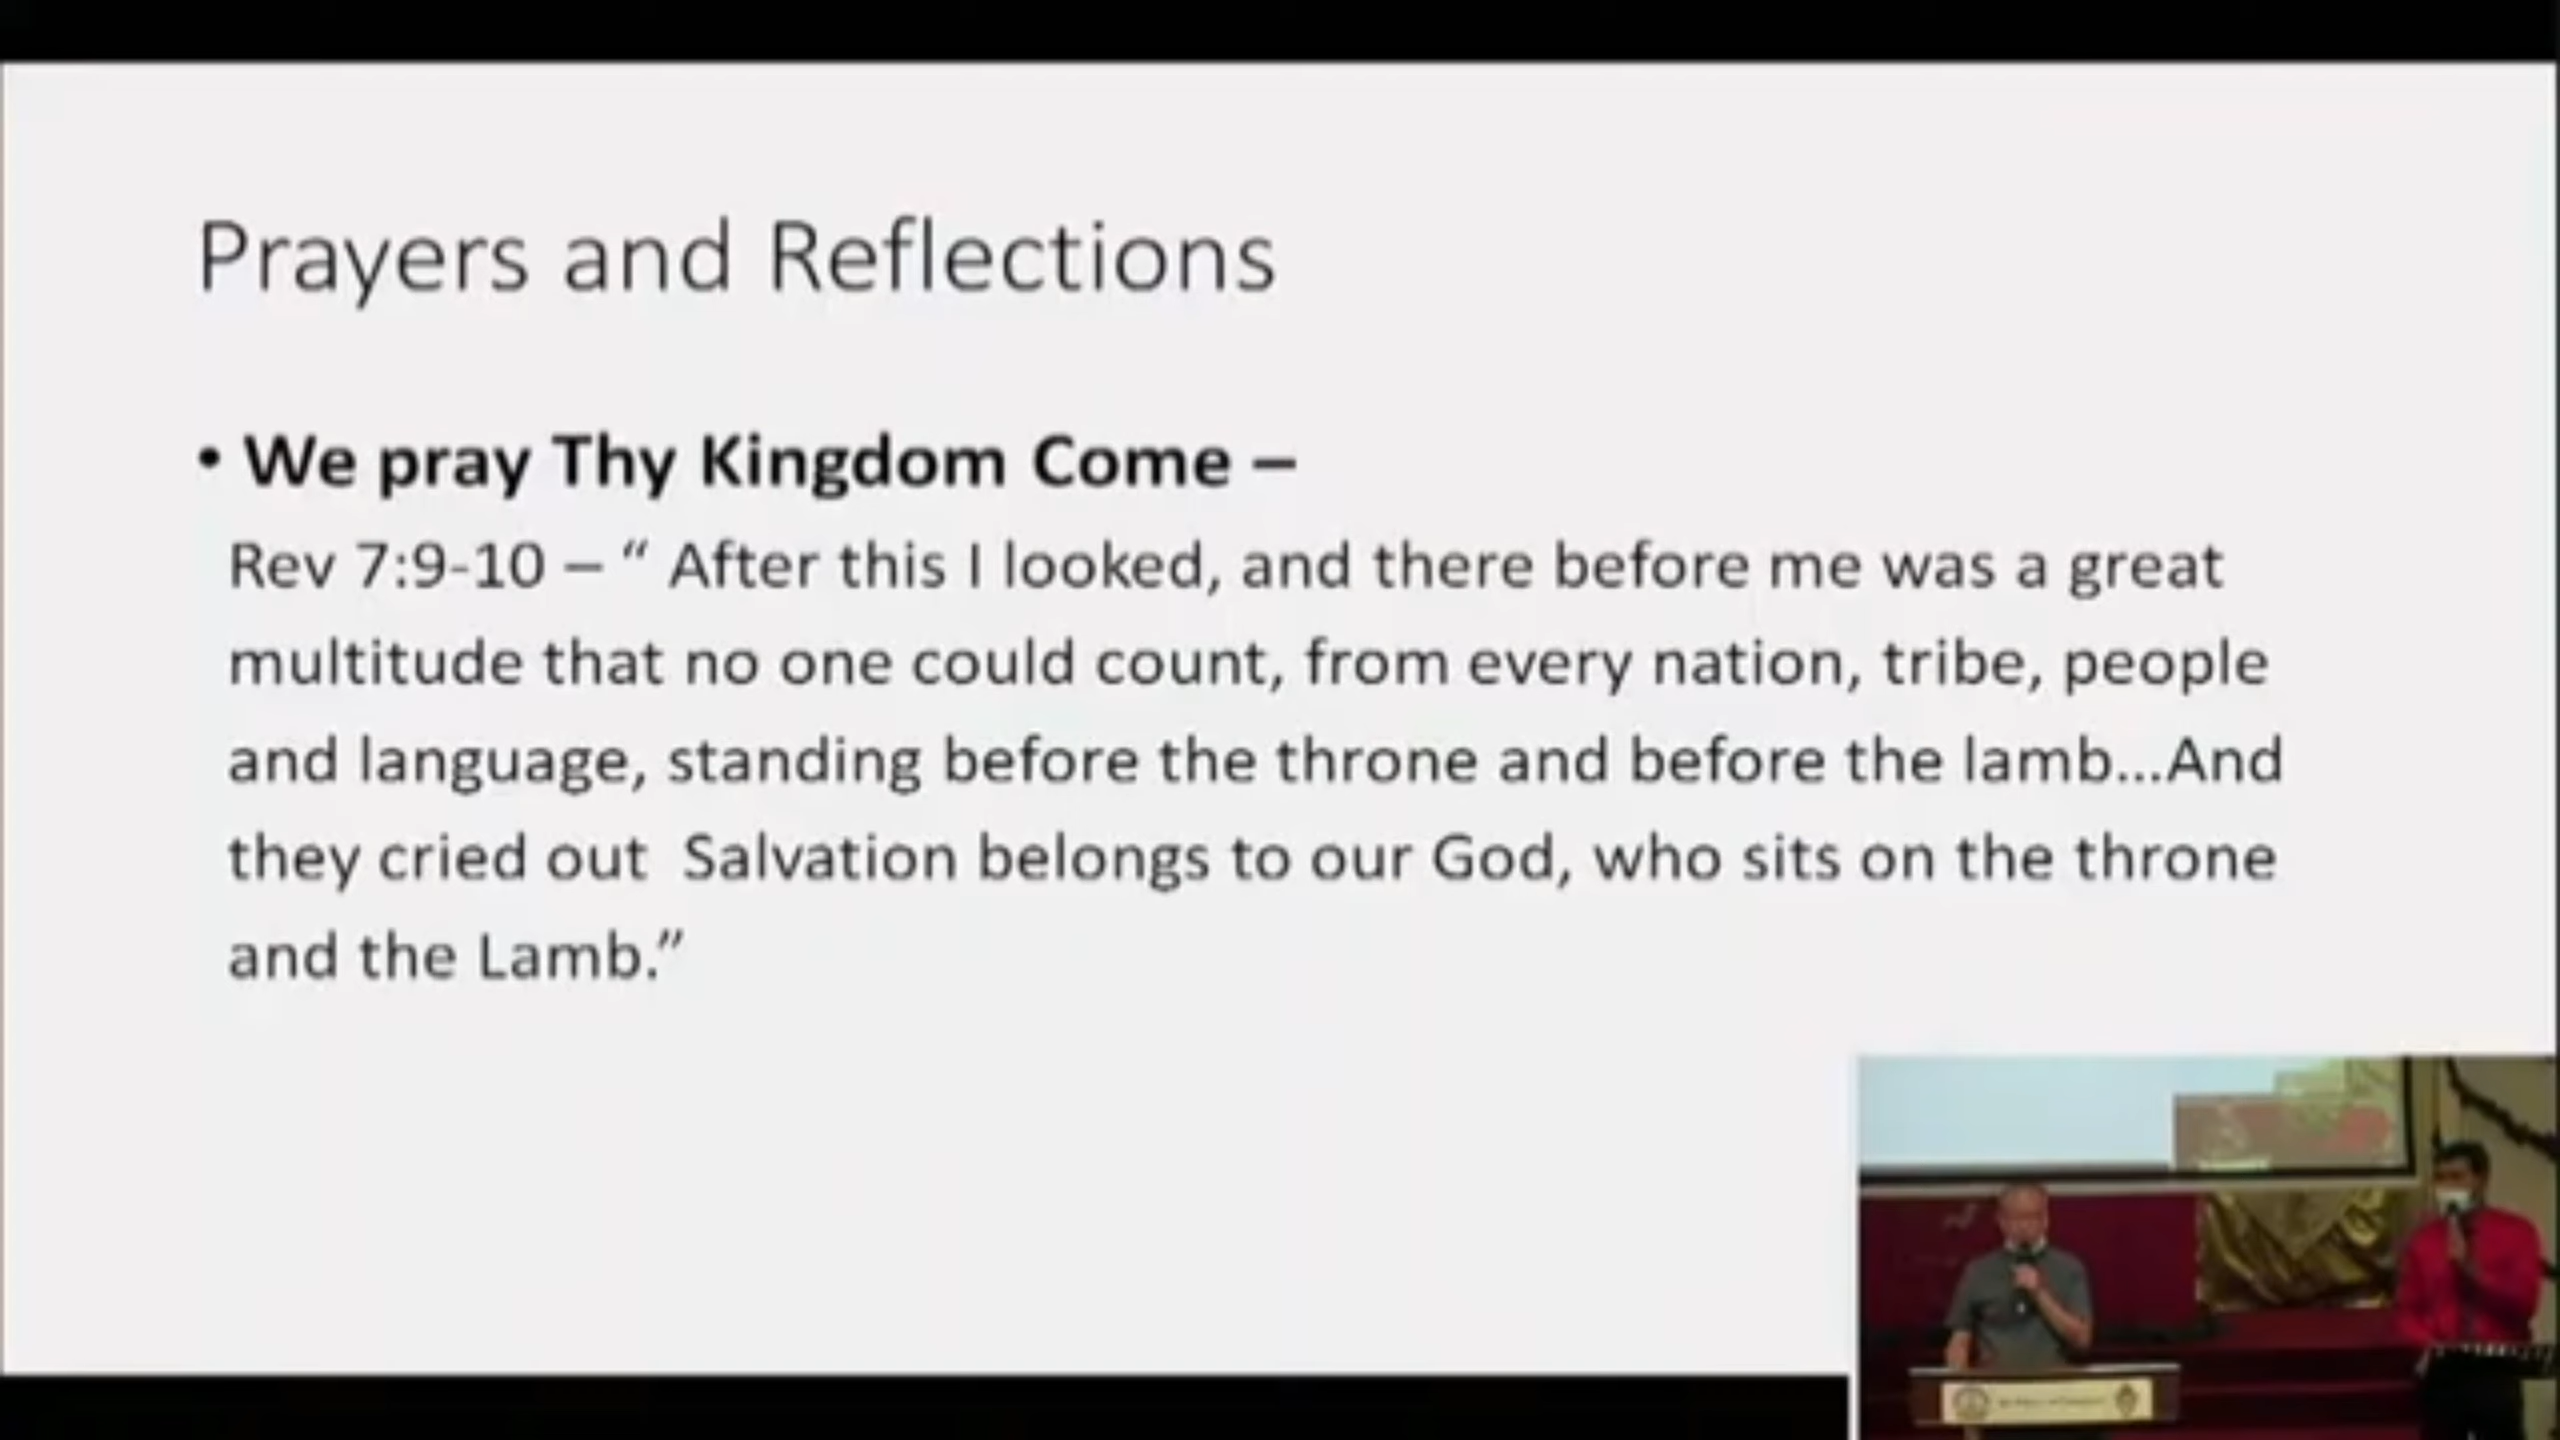 Prayers and Reflections
• We pray Thy Kingdom Come –
Rev 7:9-10 – “ After this I looked, and there before me was a great
multitude that no one could count, from every nation, tribe, people
and language, standing before the throne and before the lamb...And
they cried out  Salvation belongs to our God, who sits on the throne
and the Lamb.”